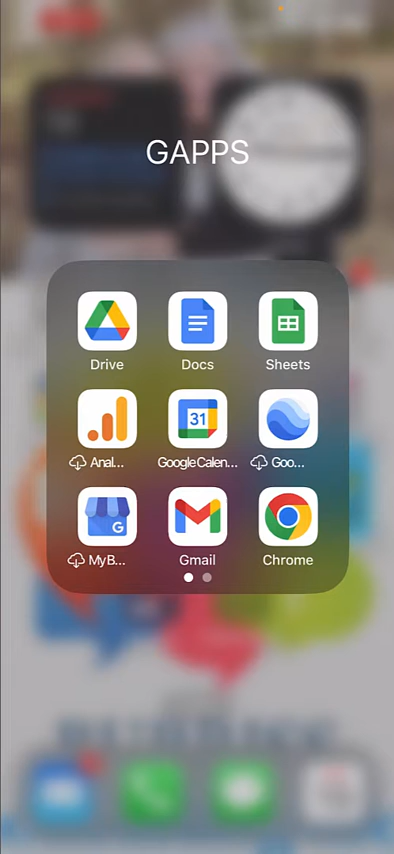 GAPPS
Drive Docs Sheets
31
Anal... Google Calen... Goo...
G
My B... Gmail Chrome